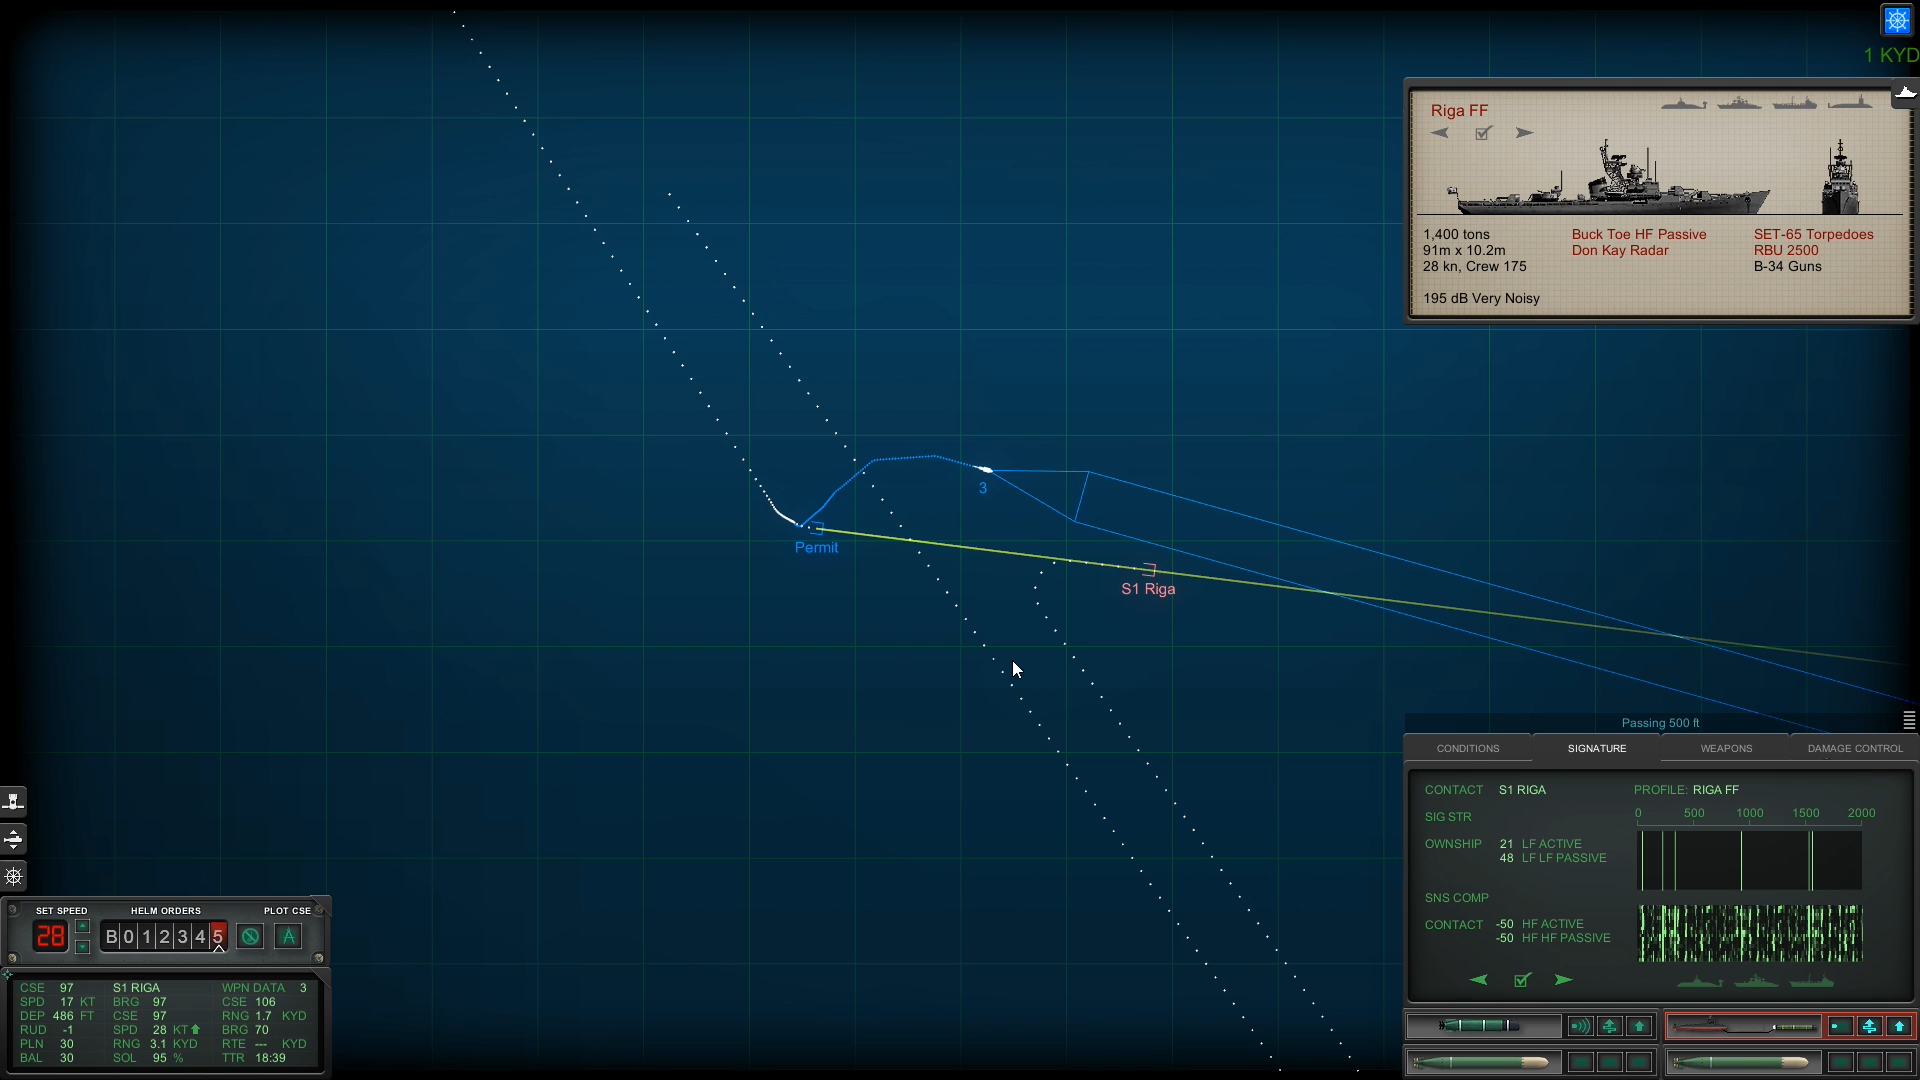 1 KYD
Riga FF
1,400 tons
91m x 10.2m
28 kn, Crew 175
195 dB Very Noisy
Buck Toe HF Passive
Don Kay Radar
SET-65 Torpedoes
RBU 2500
B-34 Guns
3
Permit
S1 Riga
Passing 500 ft
CONDITIONS SIGNATURE WEAPONS DAMAGE CONTROL
CONTACT S1 RIGA PROFILE: RIGA FF
SIG STR 0 500 1000 1500 2000
OWNSHIP 21 LF ACTIVE
48 LF LF PASSIVE
SNS COMP
CONTACT -50 HF ACTIVE
-50 HF HF PASSIVE
SET SPEED HELM ORDERS PLOT CSE
28 B 0 1 2 3 4 5
CSE 97 S1 RIGA WPN DATA 3
SPD 17 KT BRG 97 CSE 106
DEP 486 FT CSE 97 RNG 1.7 KYD
RUD -1 SPD 28 KT BRG 70
PLN 30 RNG 3.1 KYD RTE --- KYD
BAL 30 SOL 95 % TTR 18:39